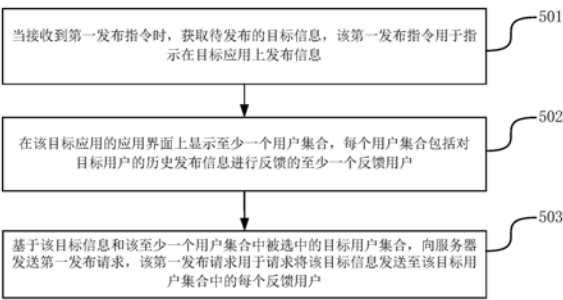 当接收到第一发布指令时，获取待发布的目标信息，该第一发布指令用于指
示在目标应用上发布信息
501
在该目标应用的应用界面上显示至少一个用户集合，每个用户集合包括对
目标用户的历史发布信息进行反馈的至少一个反馈用户
502
基于该目标信息和该至少一个用户集合中被选中的目标用户集合，向服务器
发送第一发布请求，该第一发布请求用于请求将该目标信息发送至该目标用
户集合中的每个反馈用户
503